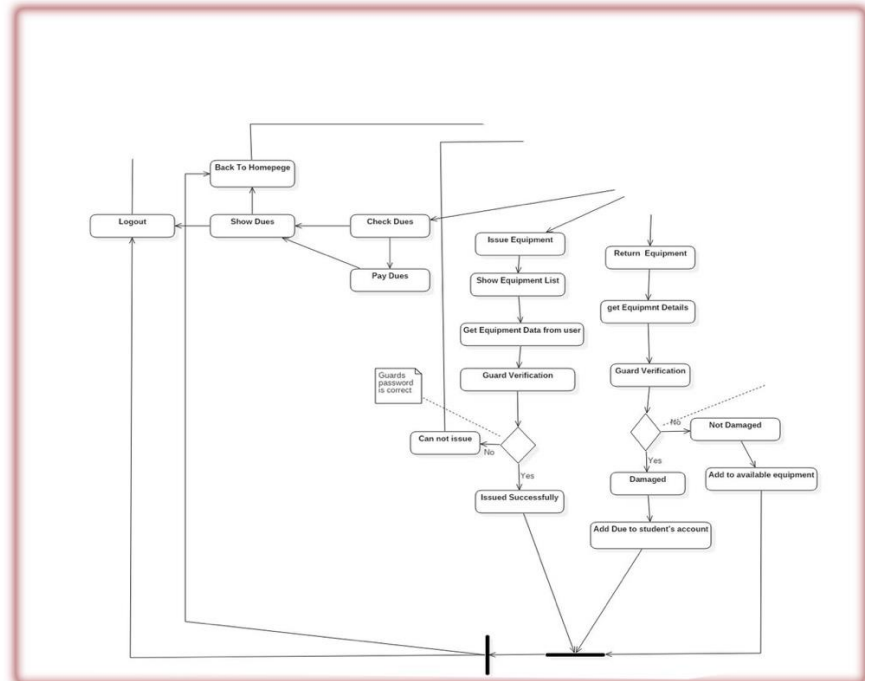 Back To Homepege
Logout
Show Dues
Check Dues
Pay Dues
Issue Equipment
Show Equipment List
Get Equipment Data from user
Guard Verification
Guards
password
is correct
Can not issue
No
Yes
Issued Successfully
Return Equipment
get Equipmnt Details
Guard Verification
No
Not Damaged
Yes
Damaged
Add to available equipment
Add Due to student's account